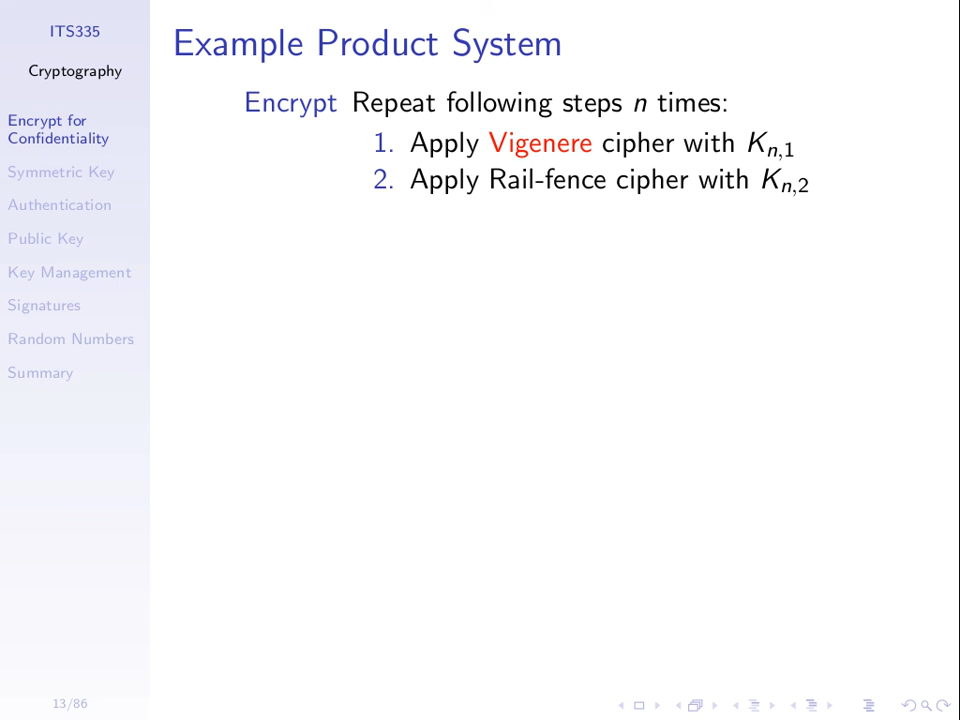 ITS335
Cryptography
Encrypt for
Confidentiality
Symmetric Key
Authentication
Public Key
Key Management
Signatures
Random Numbers
Summary
13/86
Example Product System
Encrypt Repeat following steps n times:
1. Apply Vigenere cipher with Kn,1
2. Apply Rail-fence cipher with Kn,2